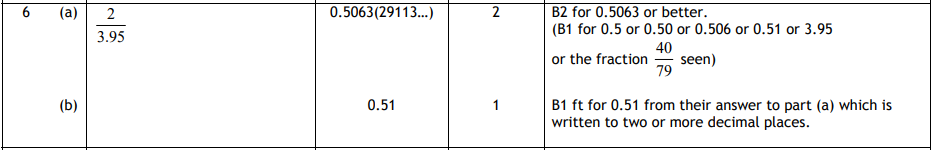 6 (a) 2 0.5063(29113...) 2 B2 for 0.5063 or better.
3.95 (B1 for 0.5 or 0.50 or 0.506 or 0.51 or 3.95
40
or the fraction seen)
79
(b) 0.51 1 B1 ft for 0.51 from their answer to part (a) which is
written to two or more decimal places.